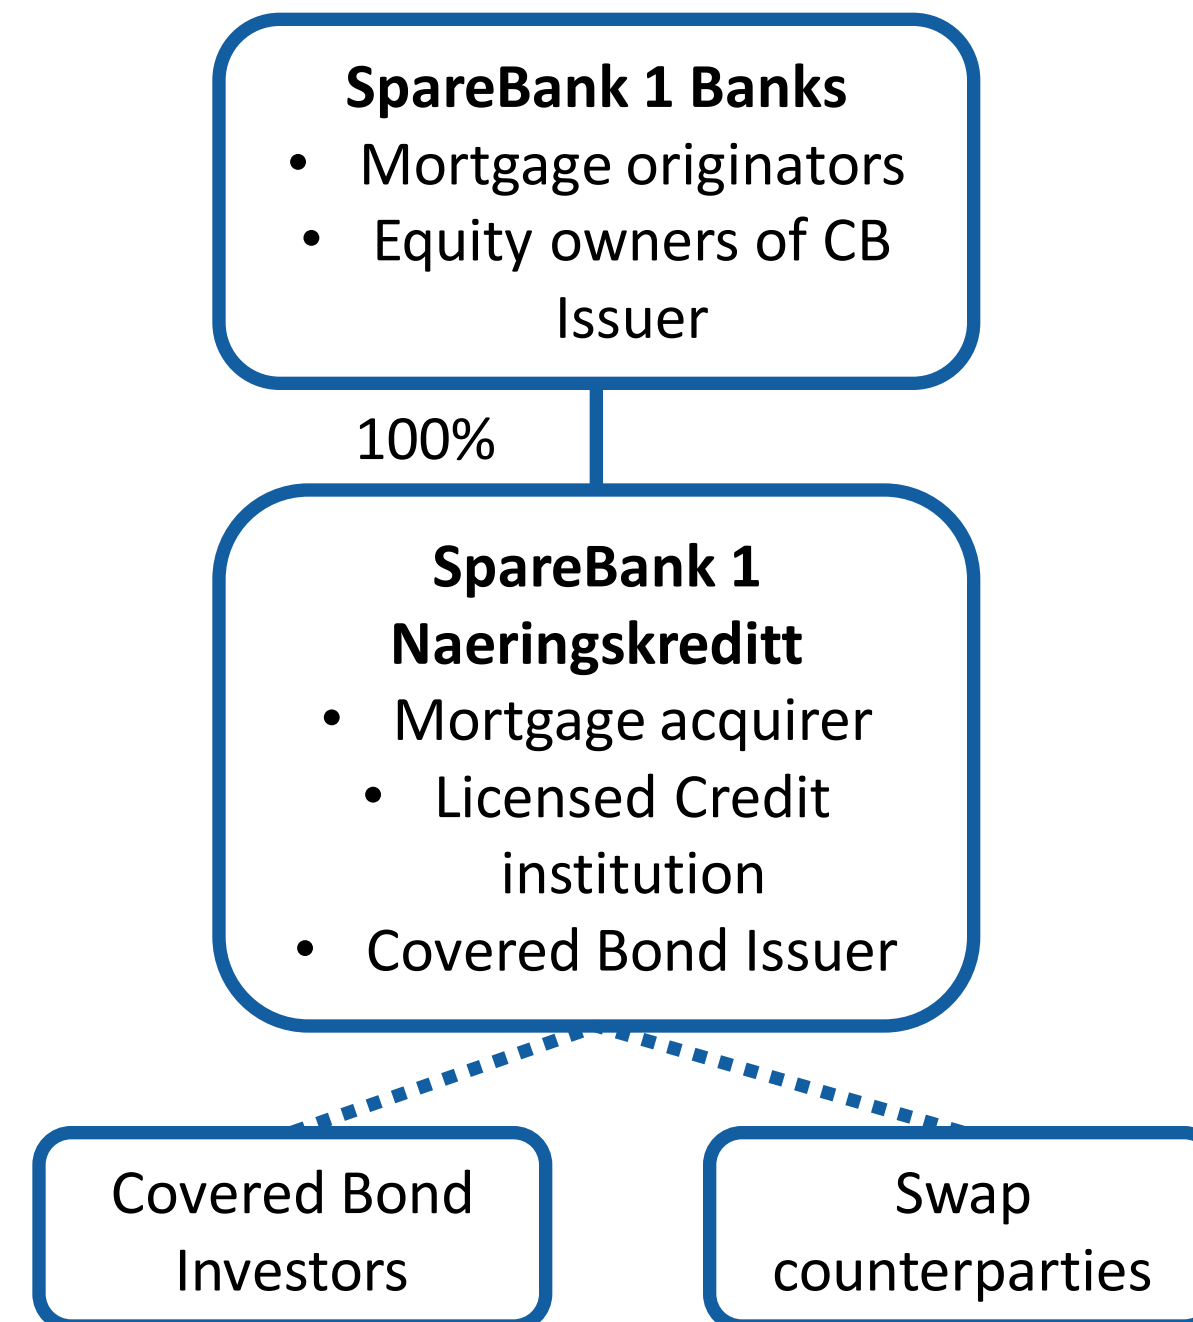 SpareBank 1 Banks
• Mortgage originators
• Equity owners of CB
Issuer
100%
SpareBank 1
Naeringskreditt
• Mortgage acquirer
• Licensed Credit
institution
• Covered Bond Issuer
Covered Bond
Investors
Swap
counterparties